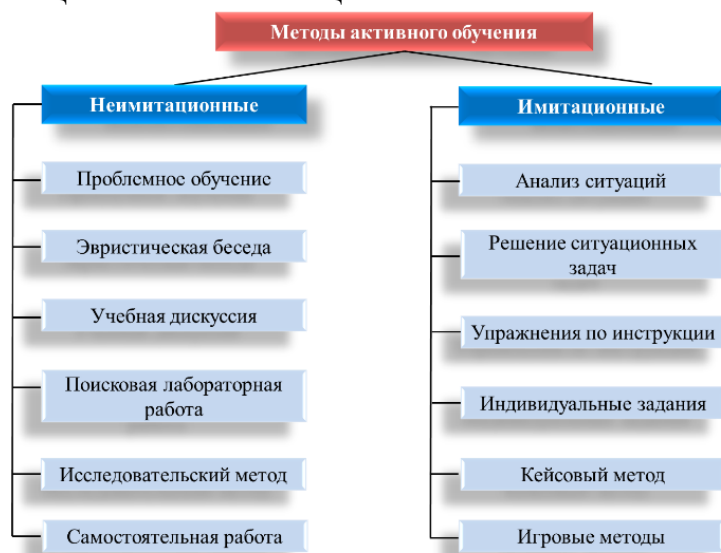 Методы активного обучения
Неимитационные
Проблемное обучение
Эвристическая беседа
Учебная дискуссия
Поисковая лабораторная
работа
Исследовательский метод
Самостоятельная работа
Имитационные
Анализ ситуаций
Решение ситуационных
задач
Упражнения по инструкции
Индивидуальные задания
Кейсовый метод
Игровые методы